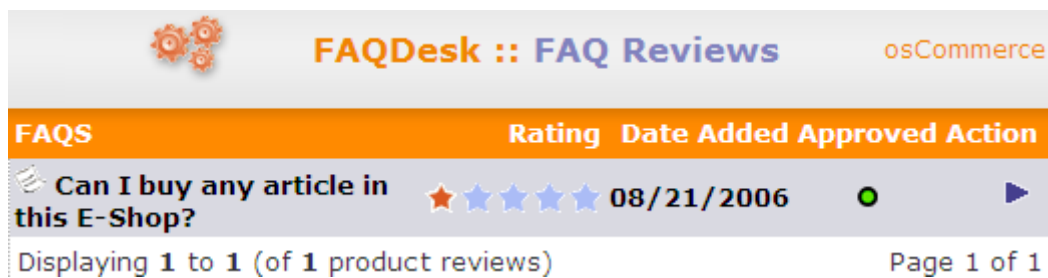 FAQDesk :: FAQ Reviews osCommerce
FAQS Rating Date Added Approved Action
Can I buy any article in
this E-Shop? 08/21/2006
Displaying 1 to 1 (of 1 product reviews) Page 1 of 1